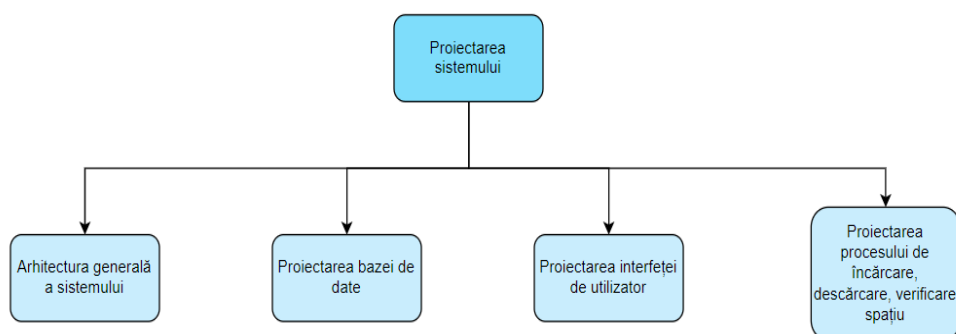 Proiectarea
sistemului
Arhitectura generală
a sistemului
Proiectarea bazei de
date
Proiectarea interfeței
de utilizator
Proiectarea
procesului de
încărcare,
descărcare, verificare
spațiu